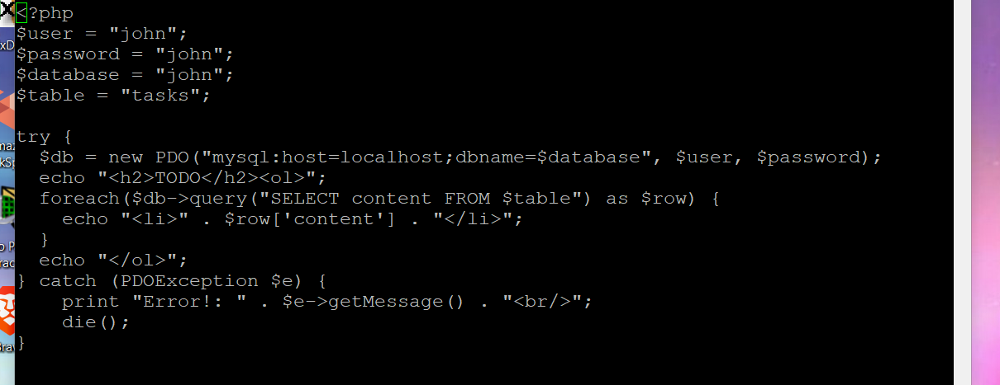 <?php
$user = "john";
$password = "john";
$database = "john";
$table = "tasks";

try {
  $db = new PDO("mysql:host=localhost;dbname=$database", $user, $password);
  echo "<h2>TODO</h2><ol>";
  foreach($db->query("SELECT content FROM $table") as $row) {
    echo "<li>" . $row['content'] . "</li>";
  }
  echo "</ol>";
} catch (PDOException $e) {
    print "Error!: " . $e->getMessage() . "<br/>";
    die();
}